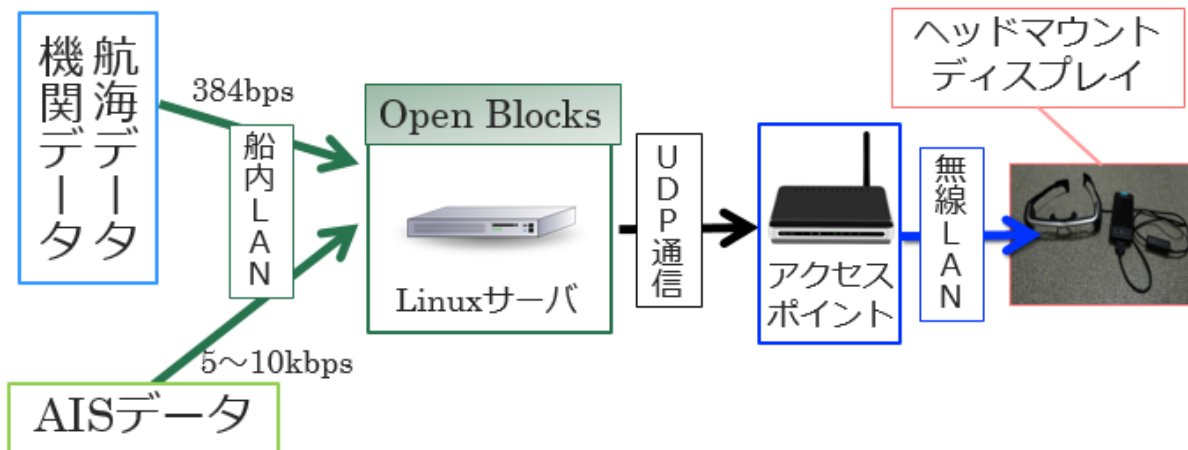 航海データ
機関データ
384bps
船内LAN
5～10kbps
AISデータ
Open Blocks
Linuxサーバ
UDP通信
アクセス
ポイント
無線LAN
ヘッドマウント
ディスプレイ